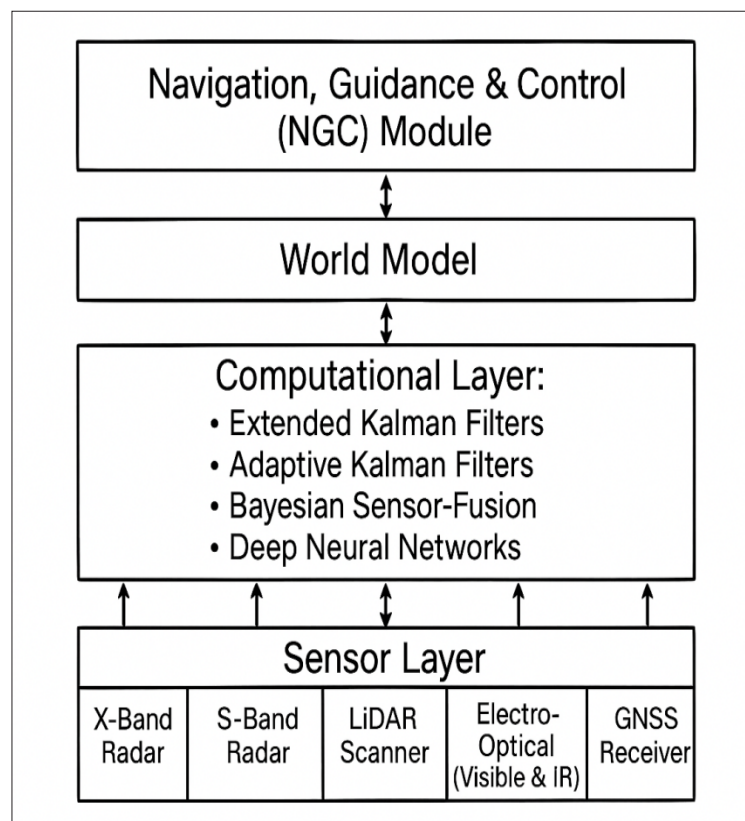 Navigation, Guidance & Control
(NGC) Module
World Model
Computational Layer:
• Extended Kalman Filters
• Adaptive Kalman Filters
• Bayesian Sensor-Fusion
• Deep Neural Networks
Sensor Layer
X-Band
Radar
S-Band
Radar
LiDAR
Scanner
Electro-
Optical
(Visible & IR)
GNSS
Receiver